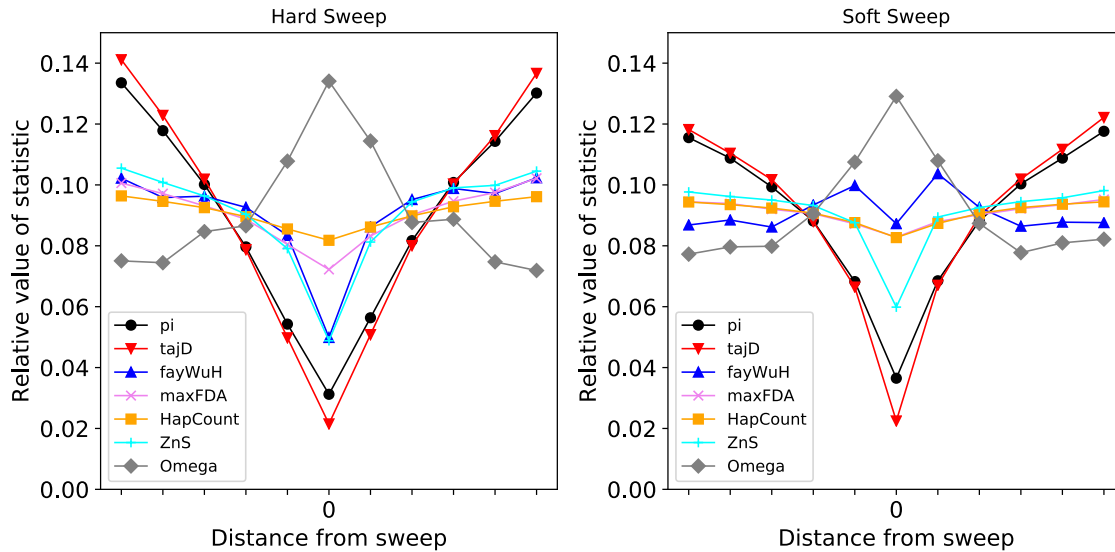 Hard Sweep
Relative value of statistic
0.14
0.12
0.10
0.08
0.06
0.04
0.02
0.00
pi
tajD
fayWuH
maxFDA
HapCount
ZnS
Omega
0
Distance from sweep
Soft Sweep
Relative value of statistic
0.14
0.12
0.10
0.08
0.06
0.04
0.02
0.00
pi
tajD
fayWuH
maxFDA
HapCount
ZnS
Omega
0
Distance from sweep